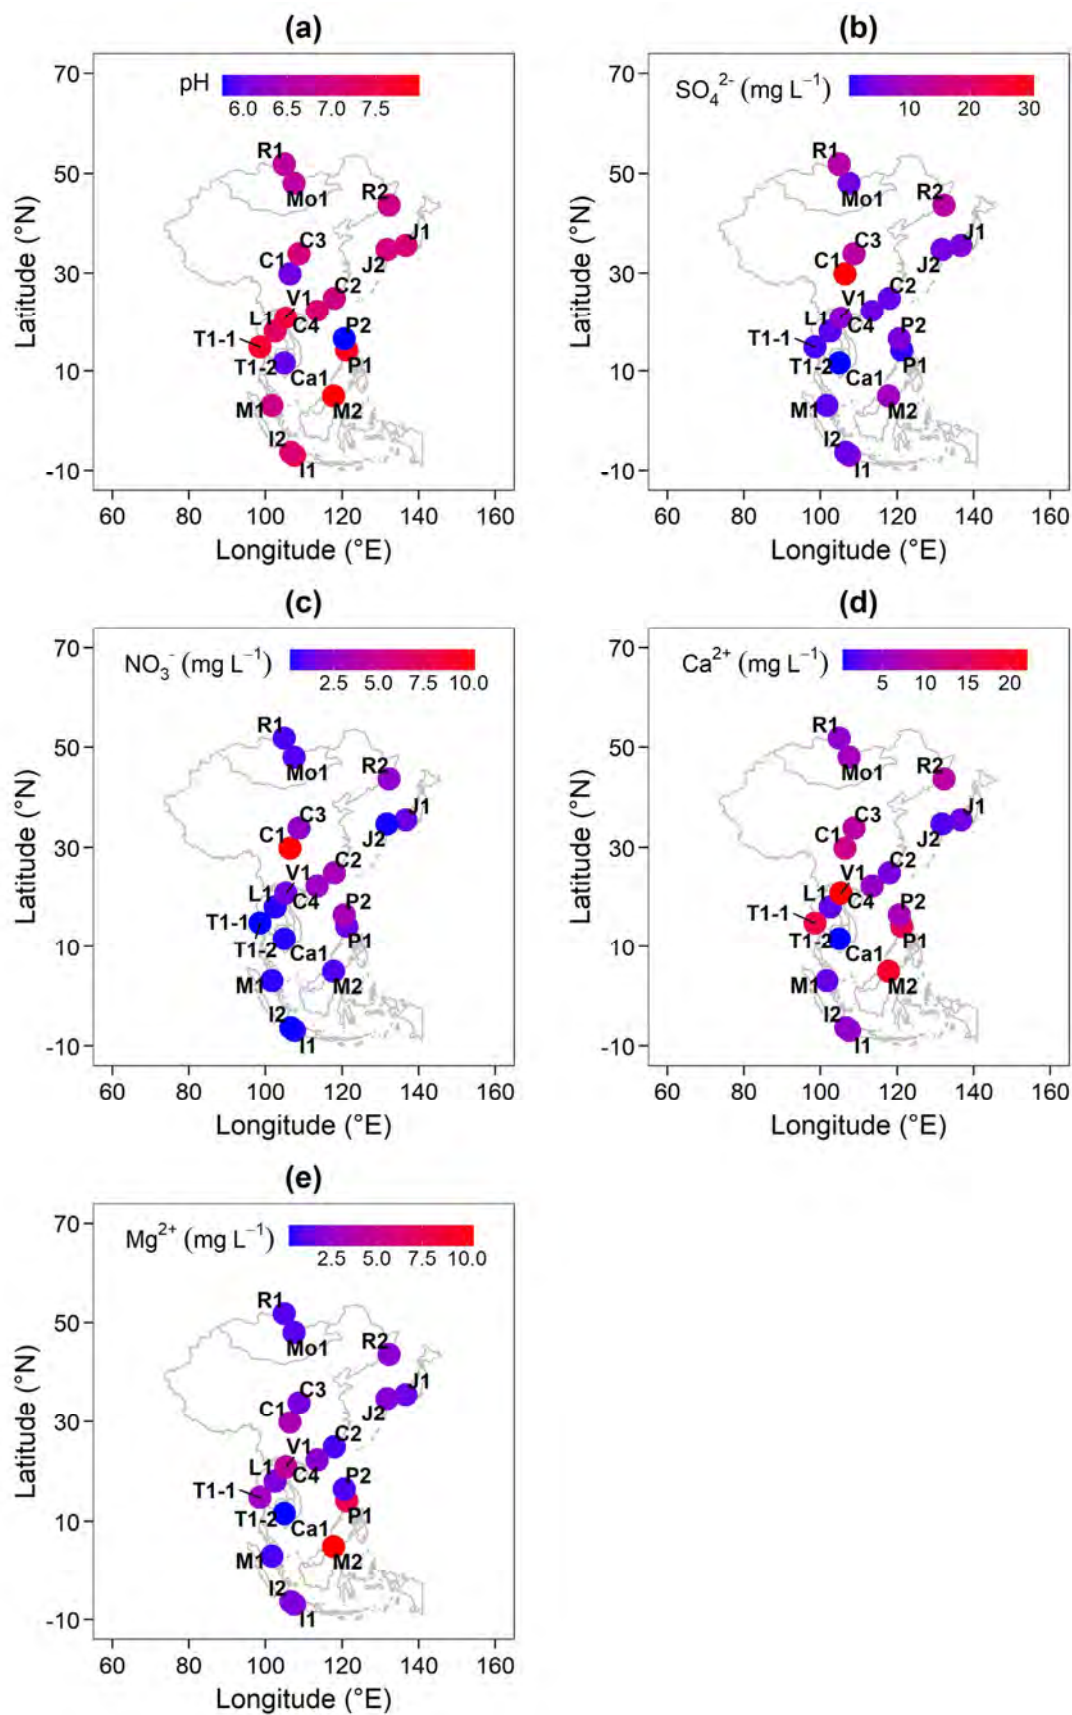 (a)
pH
6.0 6.5 7.0 7.5
70
50
30
10
-10
Latitude (°N)
R1
Mo1
R2
C3
J1
C1
J2
V1
C2
L1
C4
P2
T1-1
T1-2
Ca1
P1
M1
M2
I2
I1
60 80 100 120 140 160
Longitude (°E)
(b)
SO₄²⁻ (mg L⁻¹)
10 20 30
70
50
30
10
-10
Latitude (°N)
R1
Mo1
R2
C3
J1
C1
J2
V1
C2
L1
C4
P2
T1-1
T1-2
Ca1
P1
M1
M2
I2
I1
60 80 100 120 140 160
Longitude (°E)
(c)
NO₃⁻ (mg L⁻¹)
2.5 5.0 7.5 10.0
70
50
30
10
-10
Latitude (°N)
R1
Mo1
R2
C3
J1
C1
J2
V1
C2
L1
C4
P2
T1-1
T1-2
Ca1
P1
M1
M2
I2
I1
60 80 100 120 140 160
Longitude (°E)
(d)
Ca²⁺ (mg L⁻¹)
5 10 15 20
70
50
30
10
-10
Latitude (°N)
R1
Mo1
R2
C3
J1
C1
J2
V1
C2
L1
C4
P2
T1-1
T1-2
Ca1
P1
M1
M2
I2
I1
60 80 100 120 140 160
Longitude (°E)
(e)
Mg²⁺ (mg L⁻¹)
2.5 5.0 7.5 10.0
70
50
30
10
-10
Latitude (°N)
R1
Mo1
R2
C3
J1
C1
J2
V1
C2
L1
C4
P2
T1-1
T1-2
Ca1
P1
M1
M2
I2
I1
60 80 100 120 140 160
Longitude (°E)